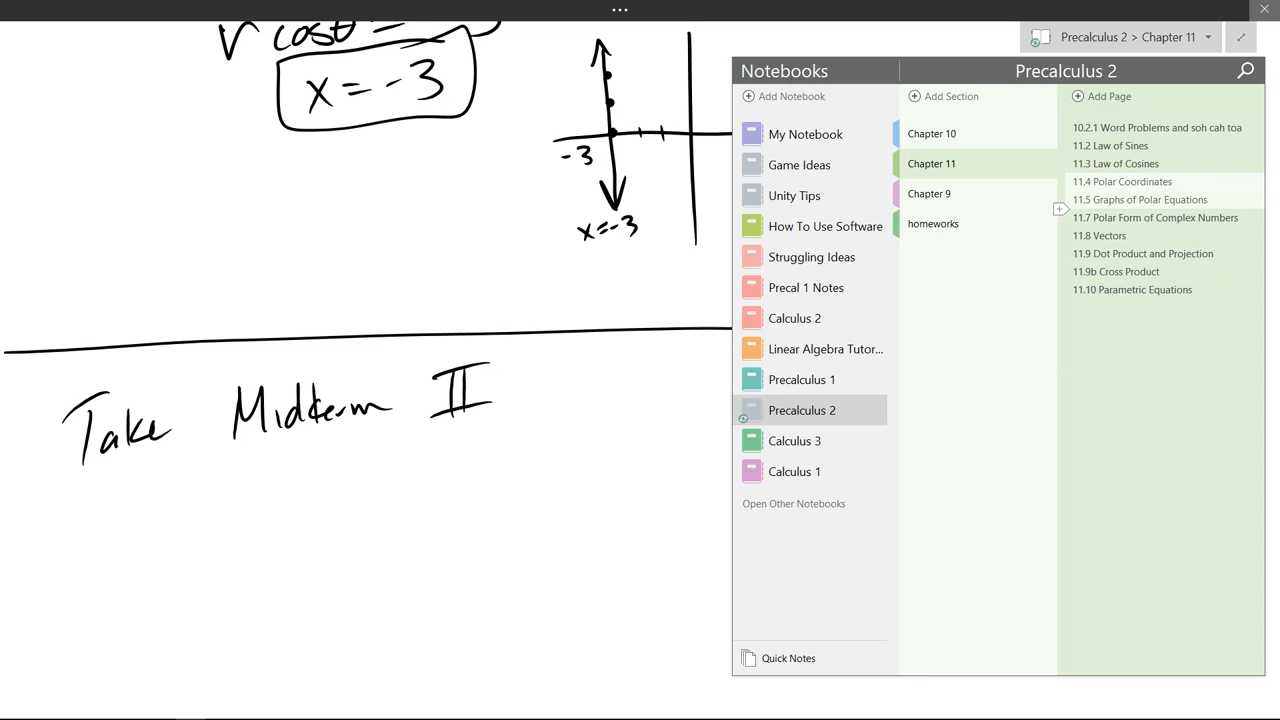 r cosθ =
x = -3
-3
x=-3
Take Midterm II
Precalculus 2 > Chapter 11
Notebooks
Precalculus 2
Add Notebook
Add Section
Add Page
My Notebook
Game Ideas
Unity Tips
How To Use Software
Struggling Ideas
Precal 1 Notes
Calculus 2
Linear Algebra Tutor...
Precalculus 1
Precalculus 2
Calculus 3
Calculus 1
Open Other Notebooks
Quick Notes
Chapter 10
Chapter 11
Chapter 9
homeworks
10.2.1 Word Problems and soh cah toa
11.2 Law of Sines
11.3 Law of Cosines
11.4 Polar Coordinates
11.5 Graphs of Polar Equations
11.7 Polar Form of Complex Numbers
11.8 Vectors
11.9 Dot Product and Projection
11.9b Cross Product
11.10 Parametric Equations